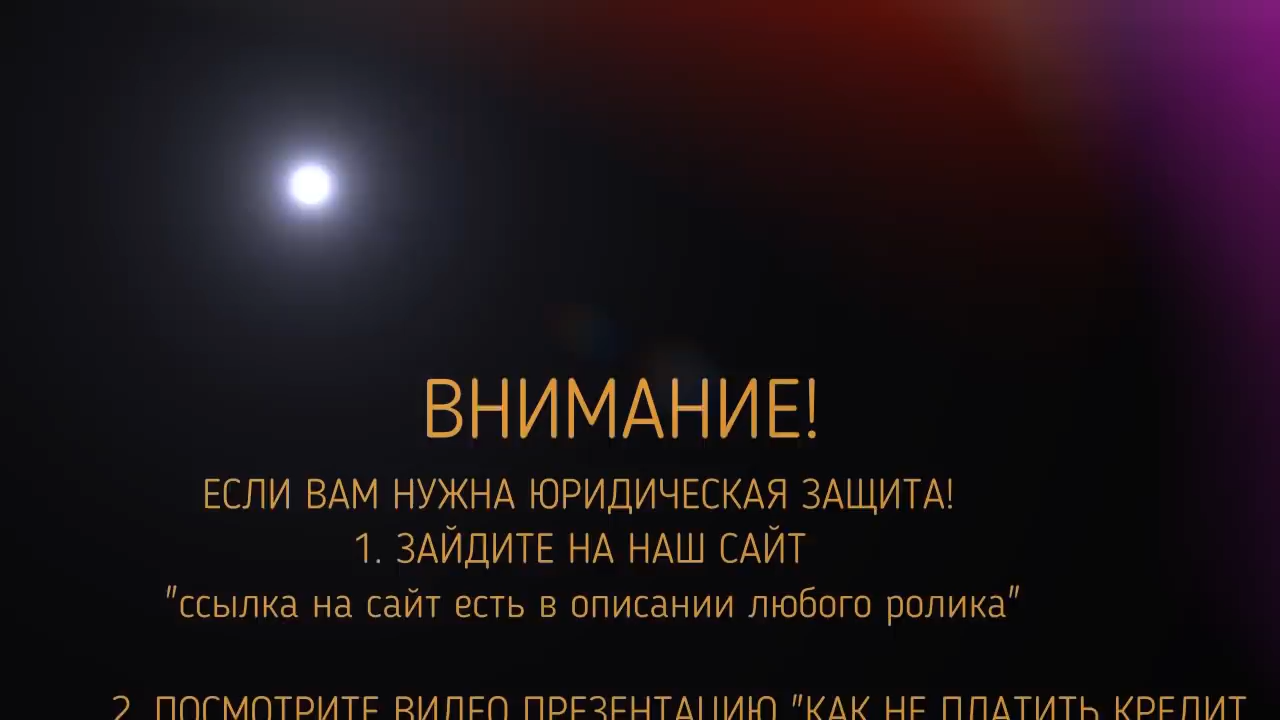 ВНИМАНИЕ!
ЕСЛИ ВАМ НУЖНА ЮРИДИЧЕСКАЯ ЗАЩИТА!
1. ЗАЙДИТЕ НА НАШ САЙТ
"ссылка на сайт есть в описании любого ролика"
2. ПОСМОТРИТЕ ВИДЕО ПРЕЗЕНТАЦИЮ "КАК НЕ ПЛАТИТЬ КРЕДИТ